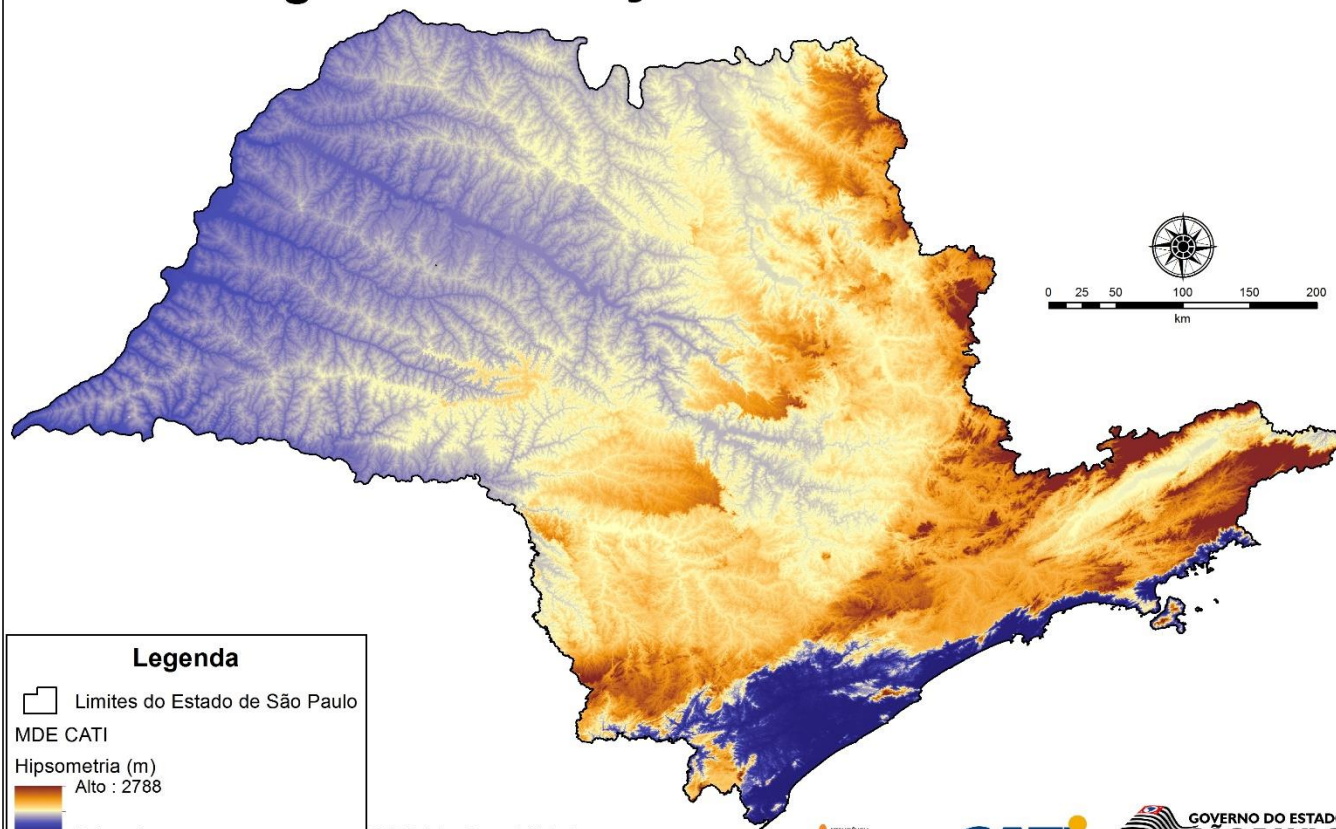 0 25 50 100 150 200
km
Legenda
Limites do Estado de São Paulo
MDE CATI
Hipsometria (m)
Alto : 2788
GOVERNO DO ESTAD